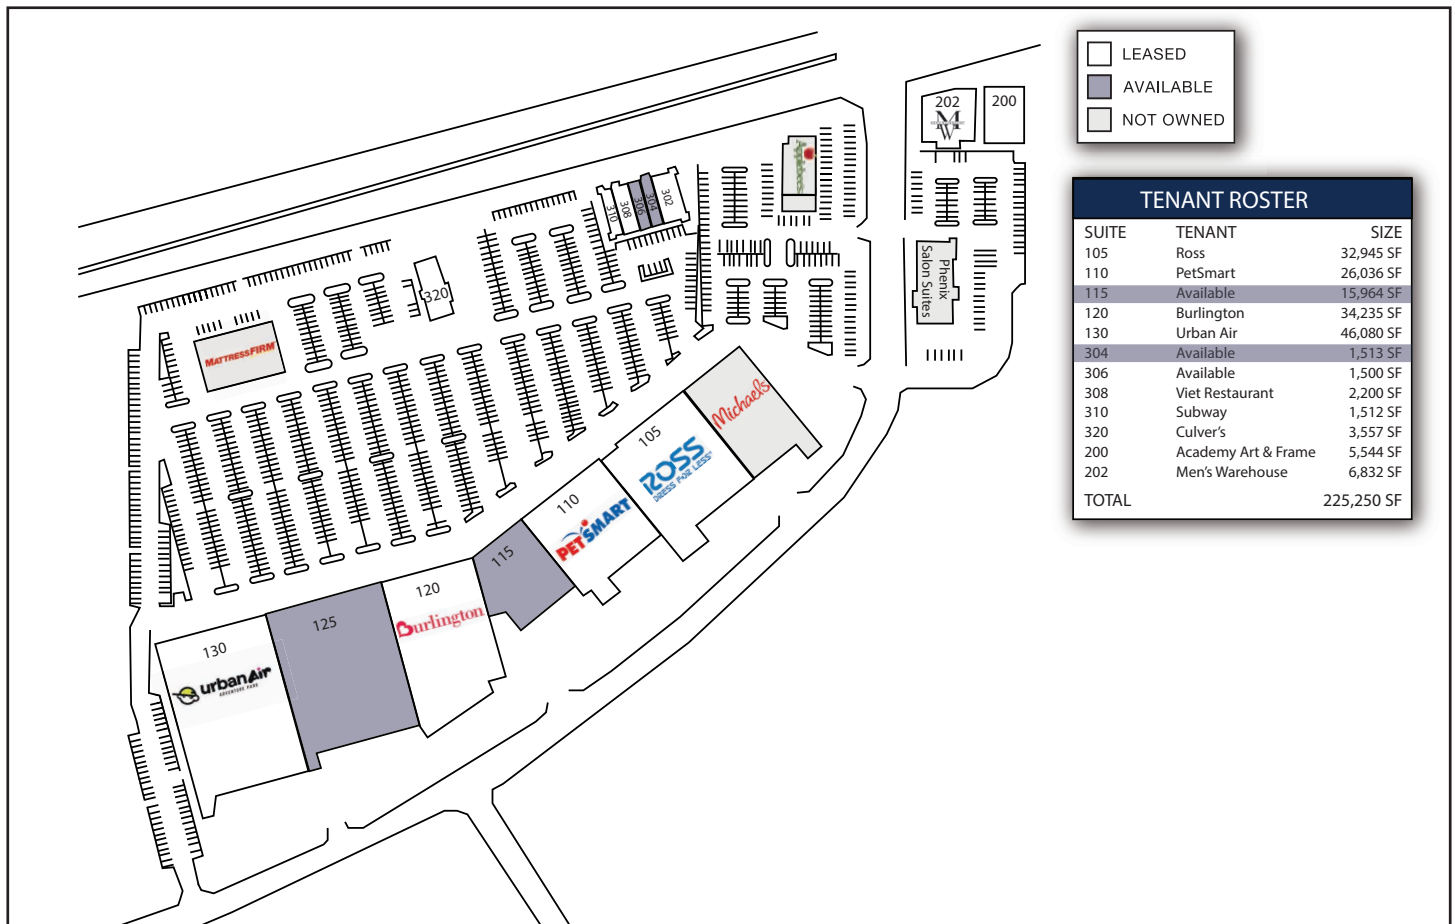 LEASED
AVAILABLE
NOT OWNED
TENANT ROSTER
SUITE TENANT SIZE
105 Ross 32,945 SF
110 PetSmart 26,036 SF
115 Available 15,964 SF
120 Burlington 34,235 SF
130 Urban Air 46,080 SF
304 Available 1,513 SF
306 Available 1,500 SF
308 Viet Restaurant 2,200 SF
310 Subway 1,512 SF
320 Culver's 3,557 SF
200 Academy Art & Frame 5,544 SF
202 Men's Warehouse 6,832 SF
TOTAL 225,250 SF
202
MW
200
Applebee's
310
308
306
304
302
Phenix
Salon Suites
320
MATTRESSFIRM
Michaels
105
ROSS
DRESS FOR LESS
110
PETSMART
115
120
Burlington
125
130
urbanAir
ADVENTURE PARK